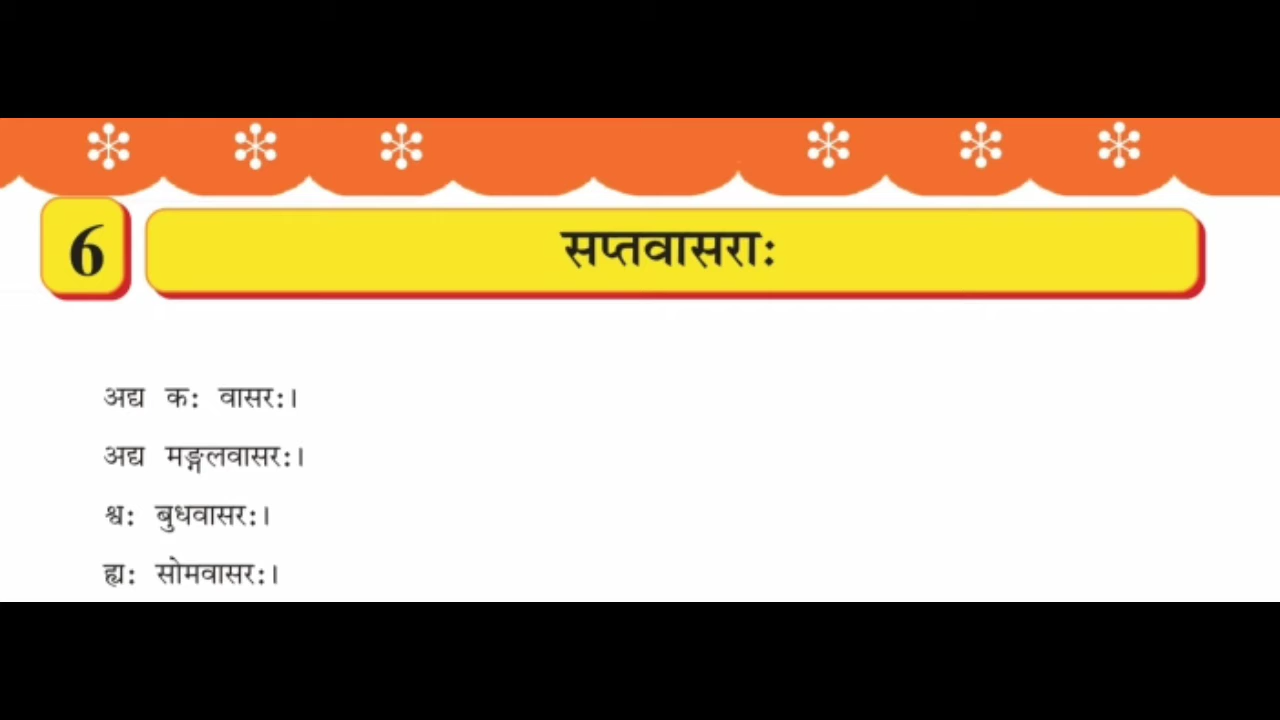 6
सप्तवासराः
अद्य कः वासरः।
अद्य मङ्गलवासरः।
श्वः बुधवासरः।
ह्यः सोमवासरः।